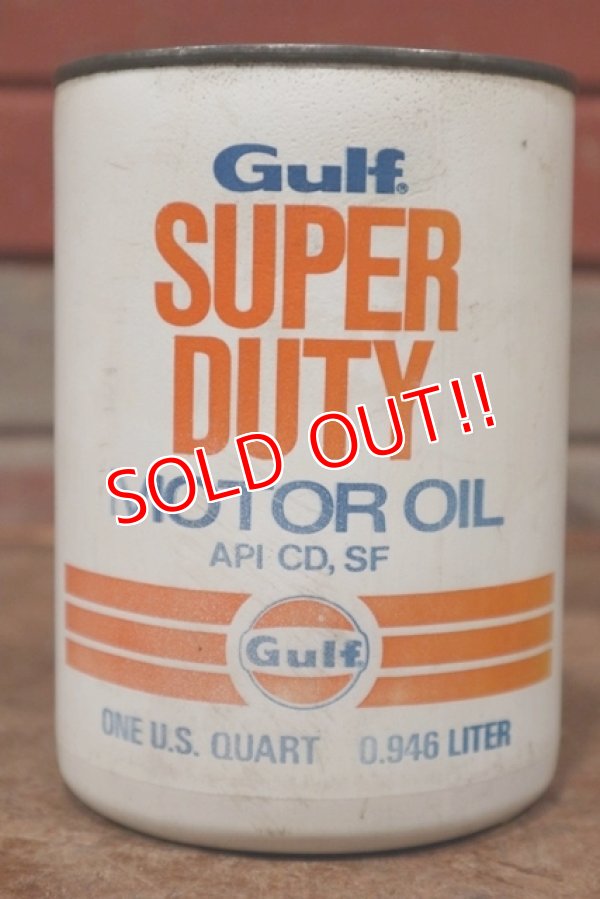 Gulf®
SUPER
DUTY
SOLD OUT!!
MOTOR OIL
API CD, SF
Gulf®
ONE U.S. QUART 0.946 LITER